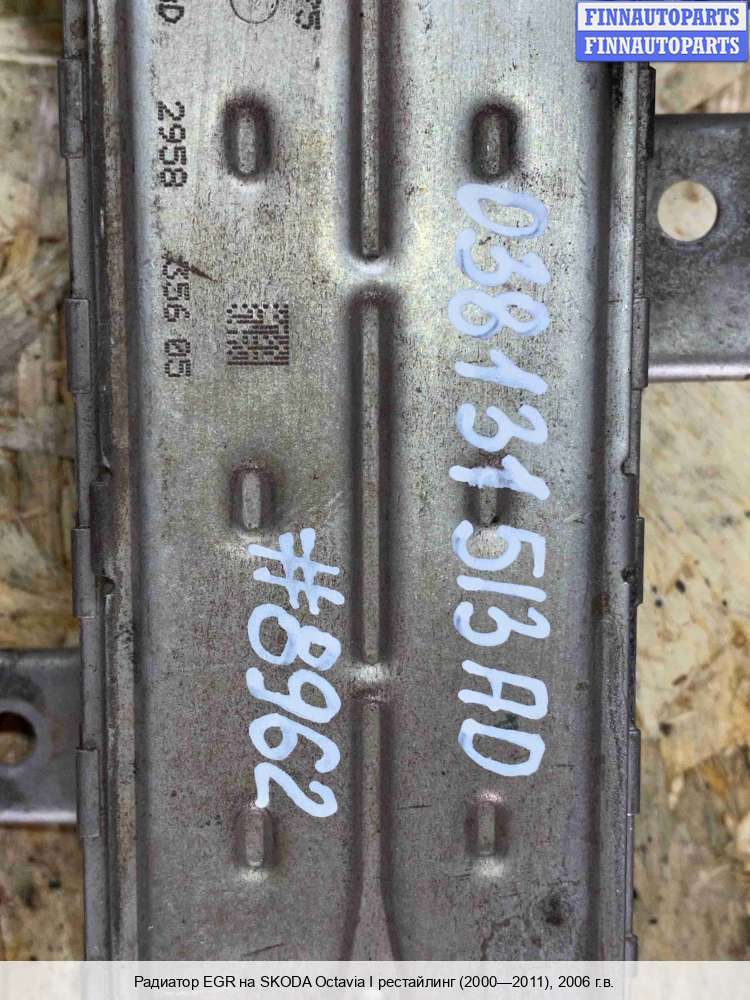 FINNAUTOPARTS
FINNAUTOPARTS
2958
356 05
038131513AD
#8962
Радиатор EGR на SKODA Octavia I рестайлинг (2000—2011), 2006 г.в.